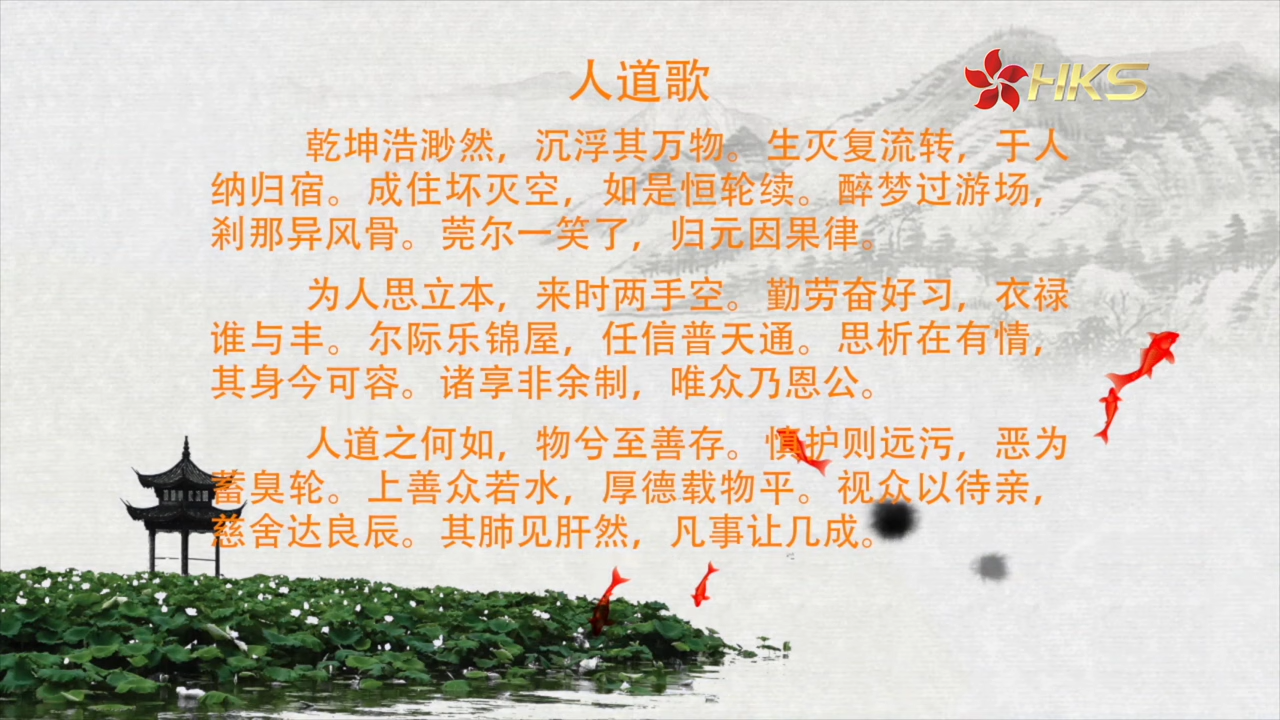 人道歌
HKS
乾坤浩渺然，沉浮其万物。生灭复流转，于人
纳归宿。成住坏灭空，如是恒轮续。醉梦过游场，
刹那异风骨。莞尔一笑了，归元因果律。
为人思立本，来时两手空。勤劳奋好习，衣禄
谁与丰。尔际乐锦屋，任信普天通。思析在有情，
其身今可容。诸享非余制，唯众乃恩公。
人道之何如，物兮至善存。慎护则远污，恶为
蓄臭轮。上善众若水，厚德载物平。视众以待亲，
慈舍达良辰。其肺见肝然，凡事让几成。